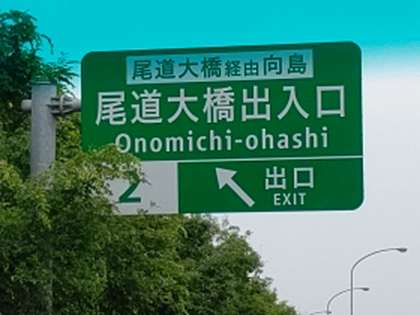 尾道大橋経由向島
尾道大橋出入口
Onomichi-ohashi
2
出口
EXIT